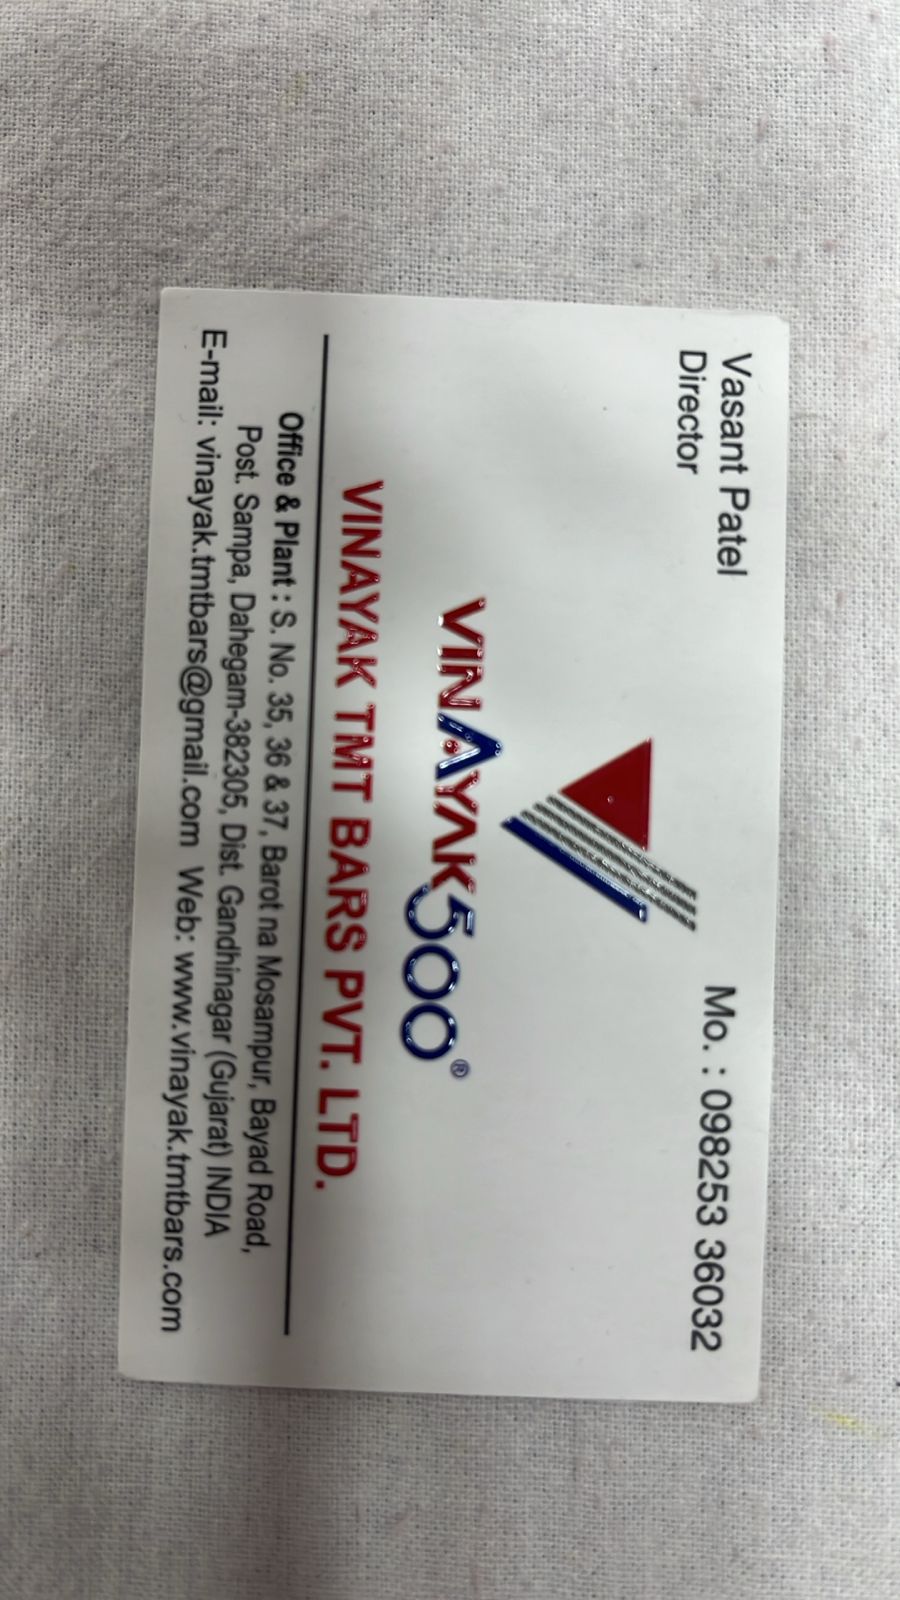 Vasant Patel
Director
Mo. : 098253 36032
VINAYAK500®
VINAYAK TMT BARS PVT. LTD.
Office & Plant : S. No. 35, 36 & 37, Barot na Mosampur, Bayad Road,
Post. Sampa, Dahegam-382305, Dist. Gandhinagar (Gujarat) INDIA
E-mail: vinayak.tmtbars@gmail.com Web: www.vinayak.tmtbars.com